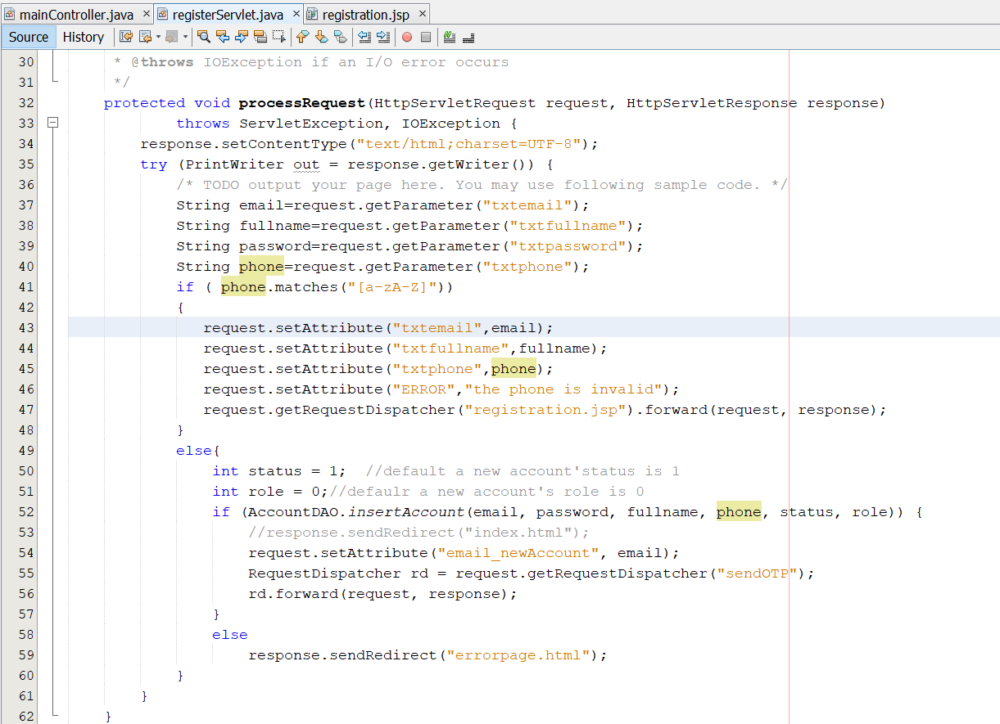 mainController.java × registerServlet.java × registration.jsp ×
Source History
30 * @throws IOException if an I/O error occurs
31 */
32 protected void processRequest(HttpServletRequest request, HttpServletResponse response)
33 throws ServletException, IOException {
34 response.setContentType("text/html;charset=UTF-8");
35 try (PrintWriter out = response.getWriter()) {
36 /* TODO output your page here. You may use following sample code. */
37 String email=request.getParameter("txtemail");
38 String fullname=request.getParameter("txtfullname");
39 String password=request.getParameter("txtpassword");
40 String phone=request.getParameter("txtphone");
41 if ( phone.matches("[a-zA-Z]"))
42 {
43 request.setAttribute("txtemail",email);
44 request.setAttribute("txtfullname",fullname);
45 request.setAttribute("txtphone",phone);
46 request.setAttribute("ERROR","the phone is invalid");
47 request.getRequestDispatcher("registration.jsp").forward(request, response);
48 }
49 else{
50 int status = 1; //default a new account'status is 1
51 int role = 0;//defaulr a new account's role is 0
52 if (AccountDAO.insertAccount(email, password, fullname, phone, status, role)) {
53 //response.sendRedirect("index.html");
54 request.setAttribute("email_newAccount", email);
55 RequestDispatcher rd = request.getRequestDispatcher("sendOTP");
56 rd.forward(request, response);
57 }
58 else
59 response.sendRedirect("errorpage.html");
60 }
61 }
62 }